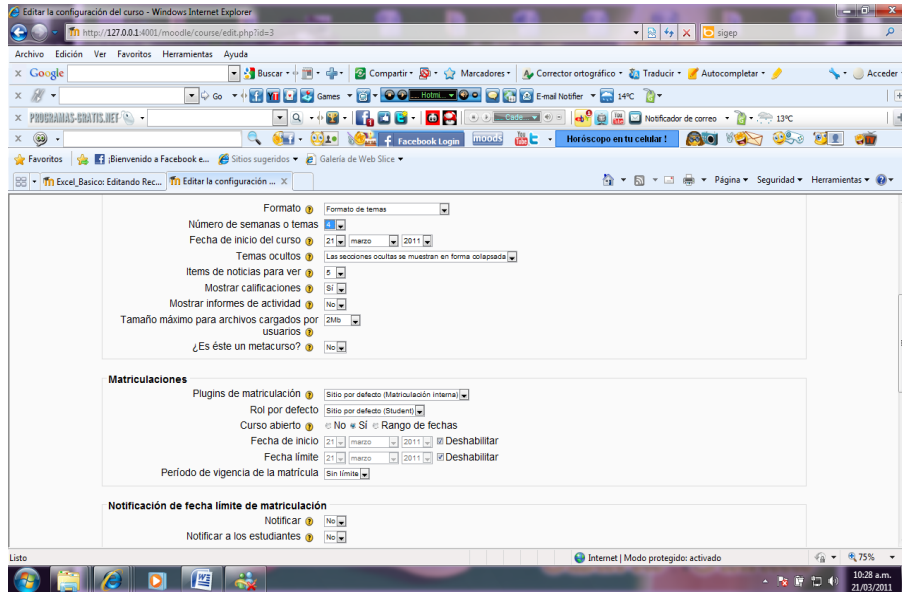 Editar la configuración del curso - Windows Internet Explorer
http://127.0.0.1:4001/moodle/course/edit.php?id=3
sigep
Archivo Edición Ver Favoritos Herramientas Ayuda
x Google Buscar Compartir Marcadores Corrector ortográfico Traducir Autocompletar Acceder
x Go Games Hotmi... E-mail Notifier 14°C
x PROGRAMAS-GRATIS.NET Cade... Notificador de correo 13°C
x Facebook Login moods Horóscopo en tu celular !
Favoritos ¡Bienvenido a Facebook e... Sitios sugeridos Galería de Web Slice
Excel_Basico: Editando Rec... Editar la configuración ... X Página Seguridad Herramientas
Formato Formato de temas
Número de semanas o temas 4
Fecha de inicio del curso 21 marzo 2011
Temas ocultos Las secciones ocultas se muestran en forma colapsada
Items de noticias para ver 5
Mostrar calificaciones Sí
Mostrar informes de actividad No
Tamaño máximo para archivos cargados por usuarios 2Mb
¿Es éste un metacurso? No
Matriculaciones
Plugins de matriculación Sitio por defecto (Matriculación interna)
Rol por defecto Sitio por defecto (Student)
Curso abierto No Sí Rango de fechas
Fecha de inicio 21 marzo 2011 Deshabilitar
Fecha límite 21 marzo 2011 Deshabilitar
Período de vigencia de la matrícula Sin límite
Notificación de fecha límite de matriculación
Notificar No
Notificar a los estudiantes No
Listo Internet | Modo protegido: activado 75%
10:28 a.m.
21/03/2011